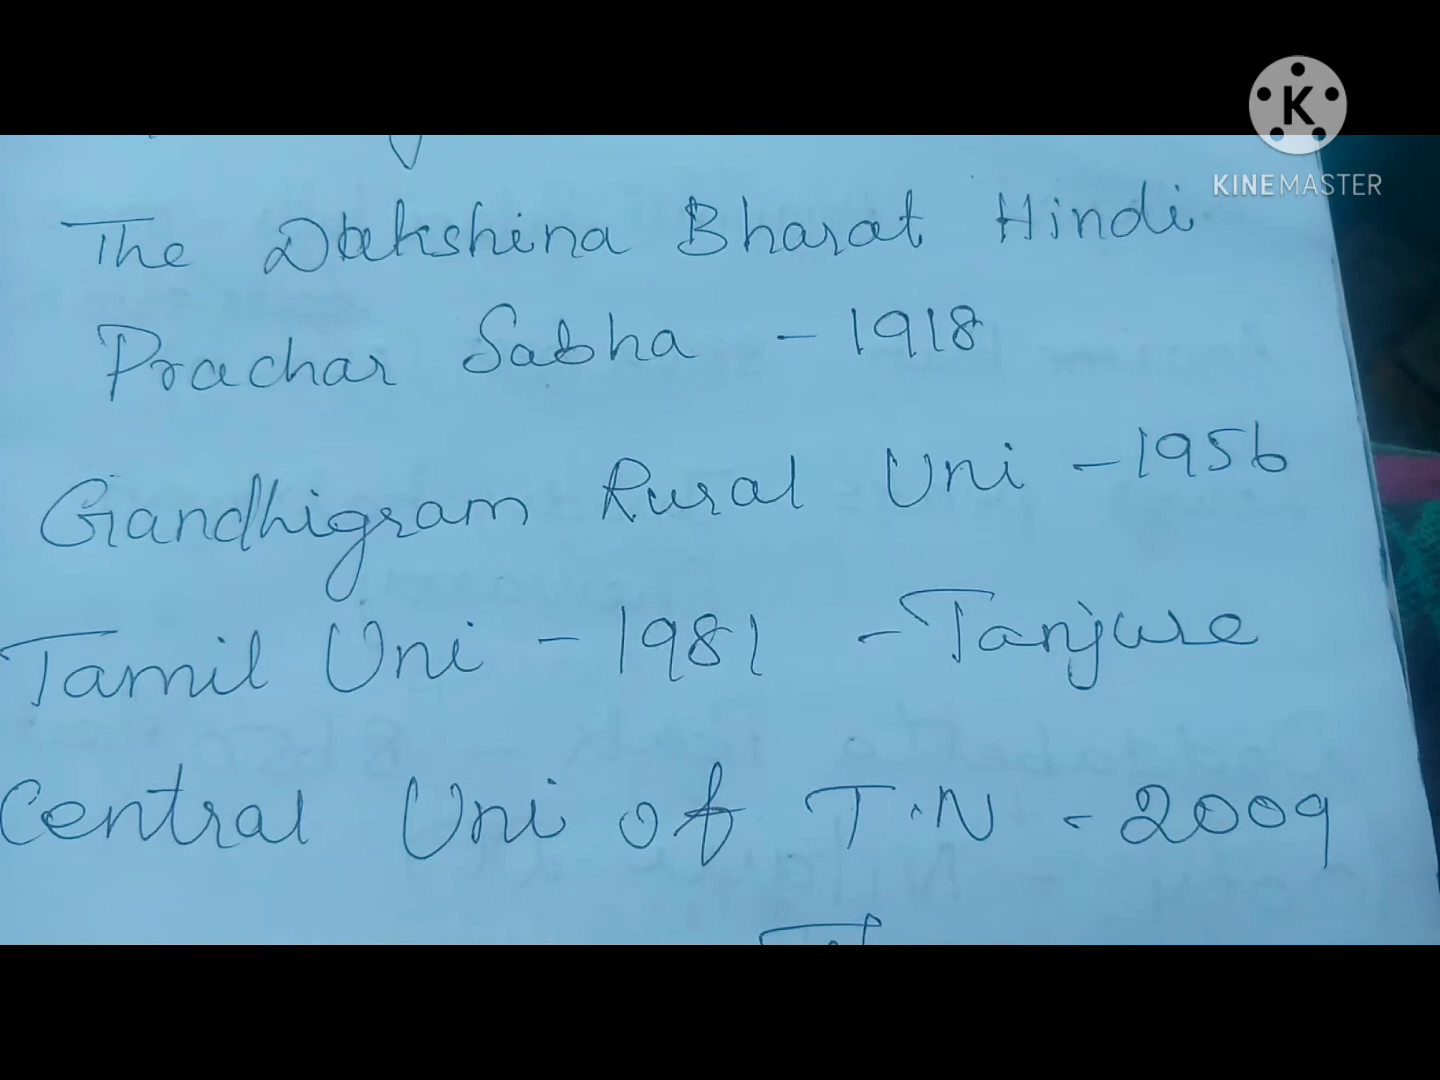 K
KINEMASTER
The Dakshina Bharat Hindi
Prachar Sabha - 1918
Gandhigram Rural Uni - 1956
Tamil Uni - 1981 - Tanjure
Central Uni of T.N - 2009